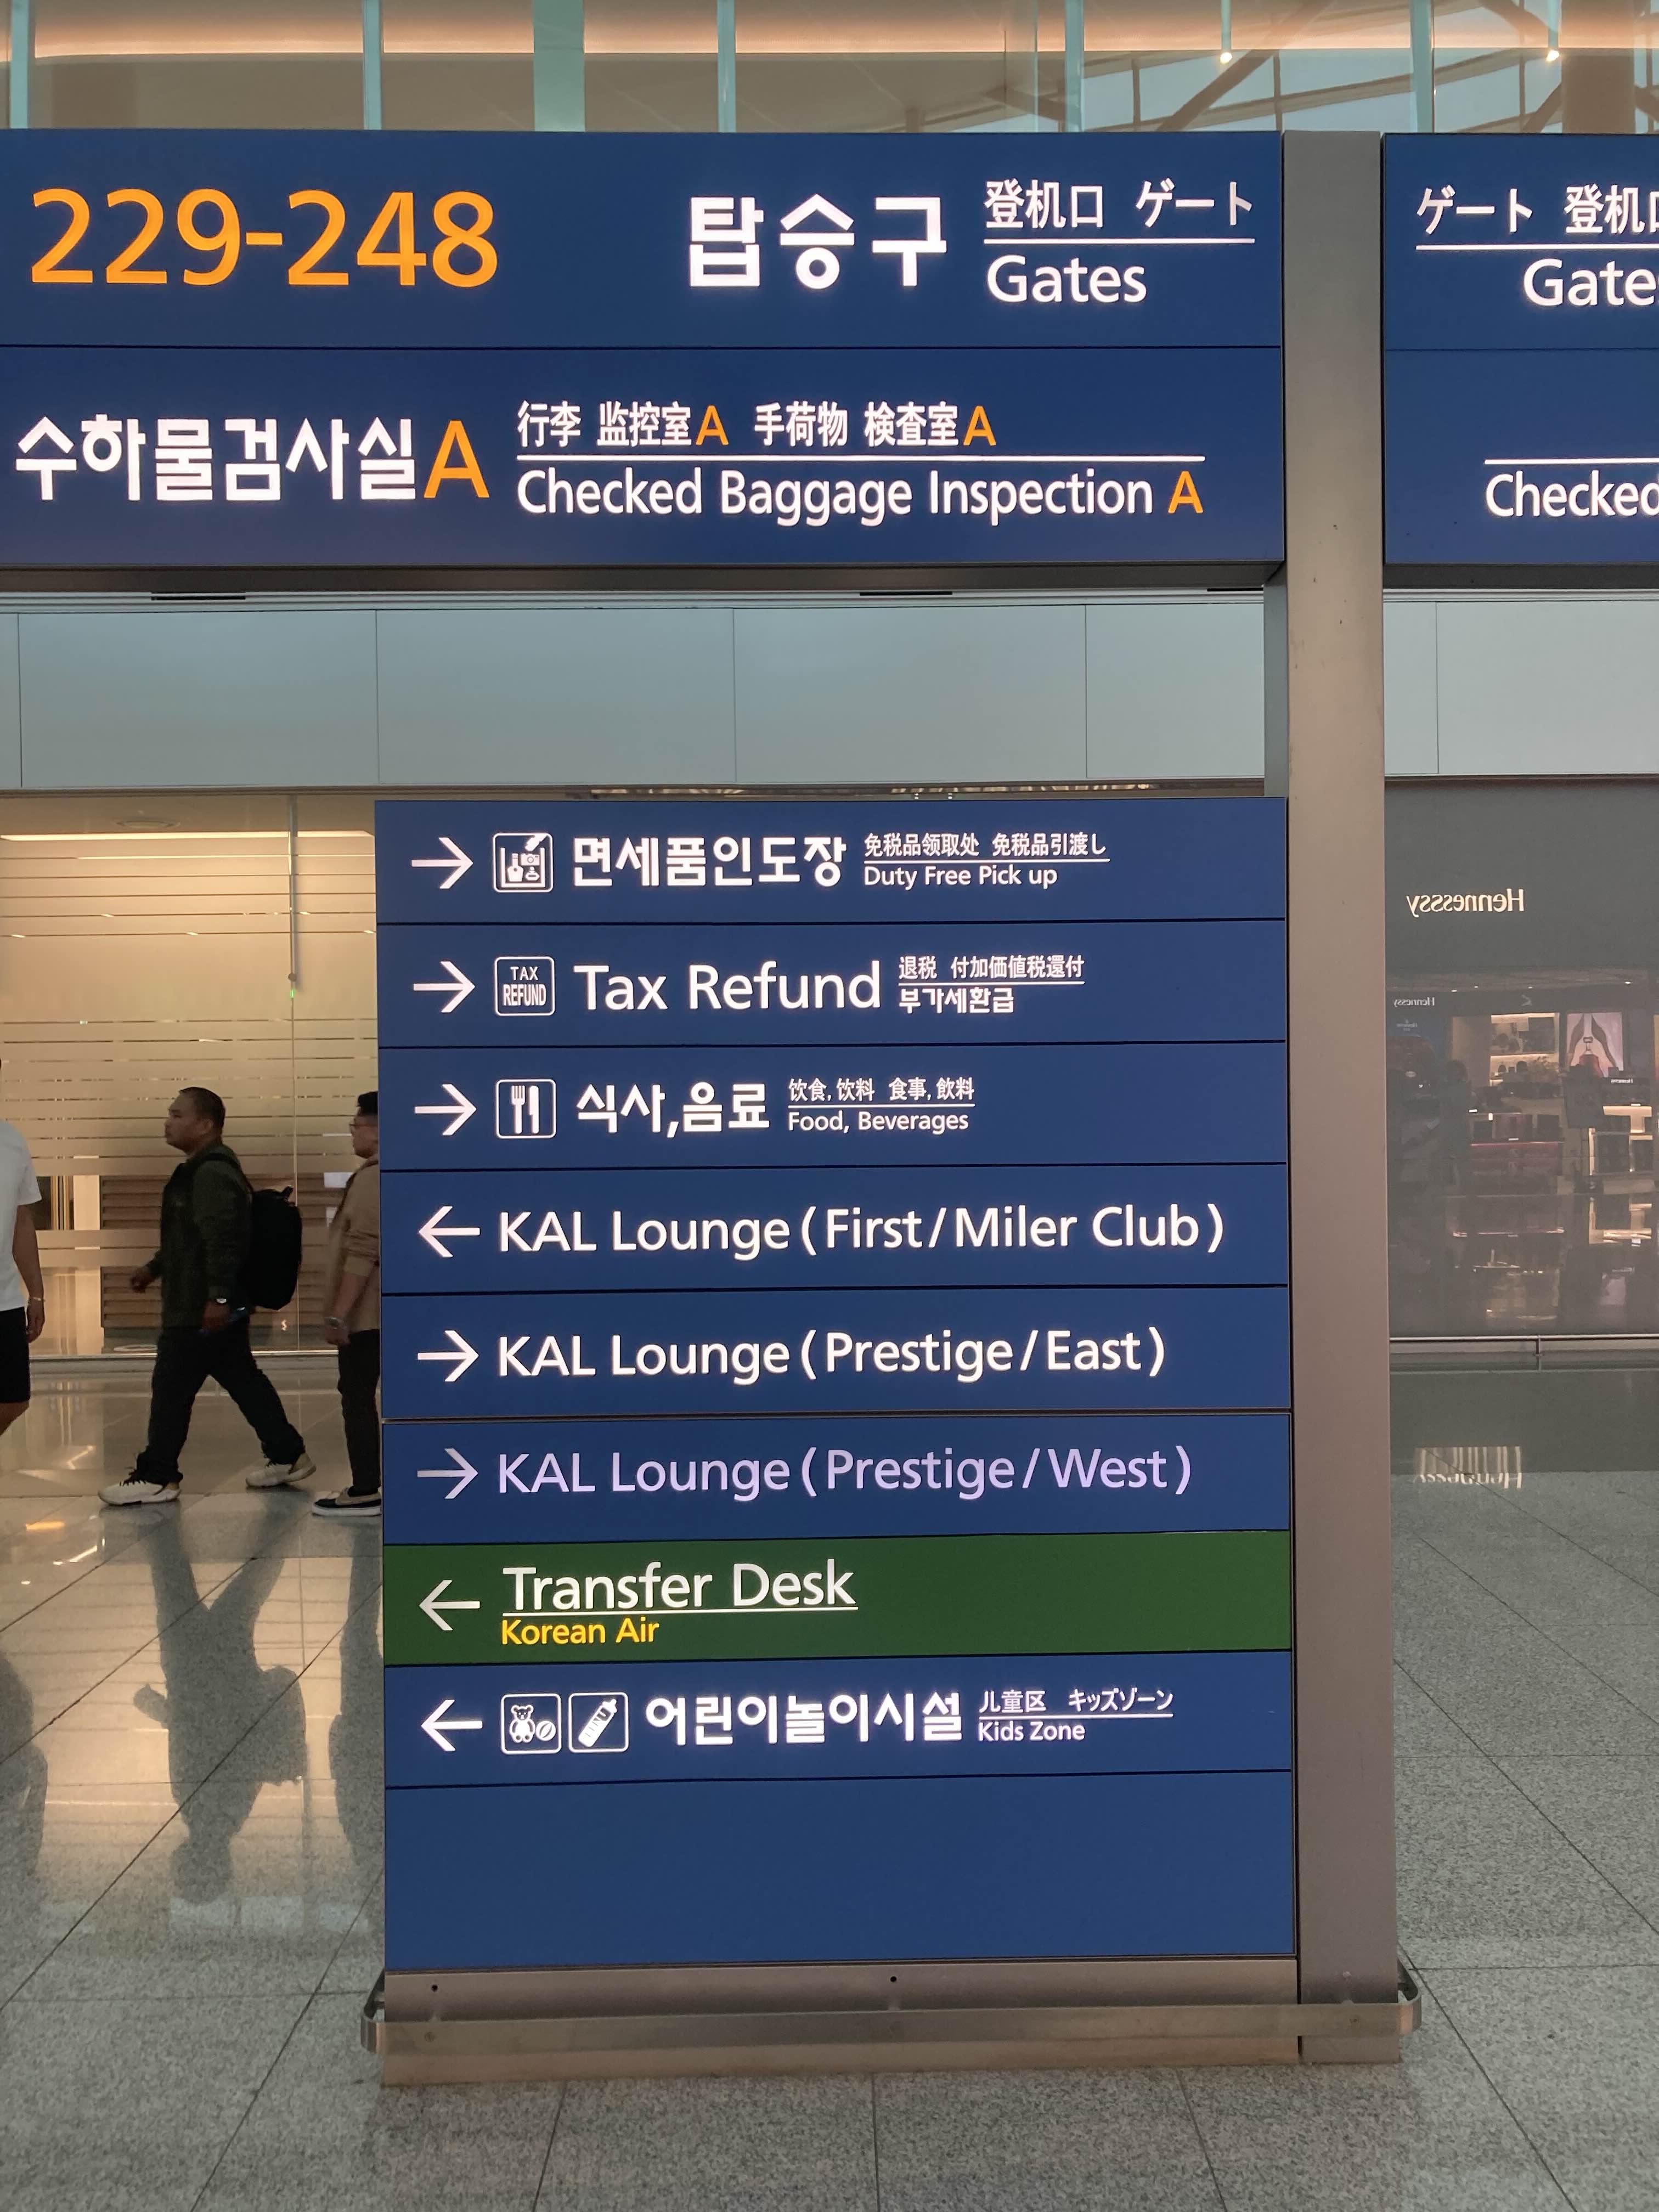 229-248 탑승구 登机口 ゲート
Gates
수하물검사실A 行李 监控室A 手荷物 検査室A
Checked Baggage Inspection A
ゲート 登机
Gate
Checked
면세품인도장 免税品领取处 免税品引渡し
Duty Free Pick up
TAX
REFUND
Tax Refund 退税 付加価値税還付
부가세환급
식사,음료 饮食,饮料 食事,飲料
Food, Beverages
KAL Lounge (First/Miler Club)
KAL Lounge (Prestige/East)
KAL Lounge (Prestige/West)
Transfer Desk
Korean Air
어린이놀이시설 儿童区 キッズゾーン
Kids Zone
Hennessy
Hennessy